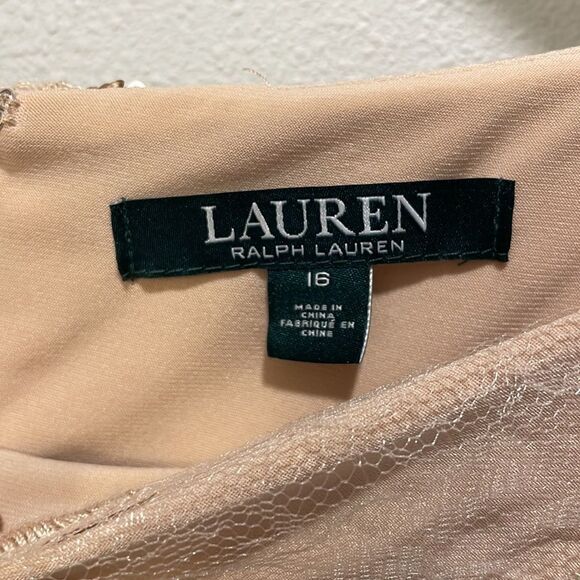 LAUREN
RALPH LAUREN
16
MADE IN
CHINA
FABRIQUÉ EN
CHINE